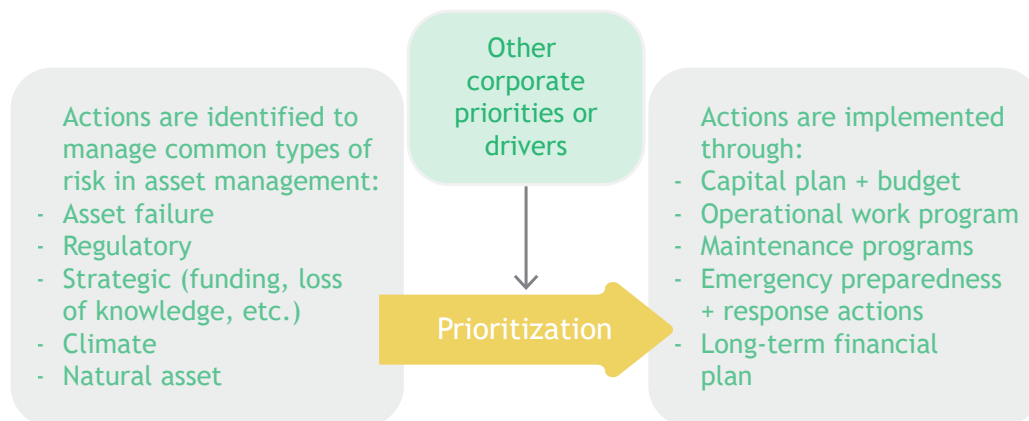 Other
corporate
priorities or
drivers
Actions are identified to
manage common types of
risk in asset management:
- Asset failure
- Regulatory
- Strategic (funding, loss
of knowledge, etc.)
- Climate
- Natural asset
Prioritization
Actions are implemented
through:
- Capital plan + budget
- Operational work program
- Maintenance programs
- Emergency preparedness
+ response actions
- Long-term financial
plan